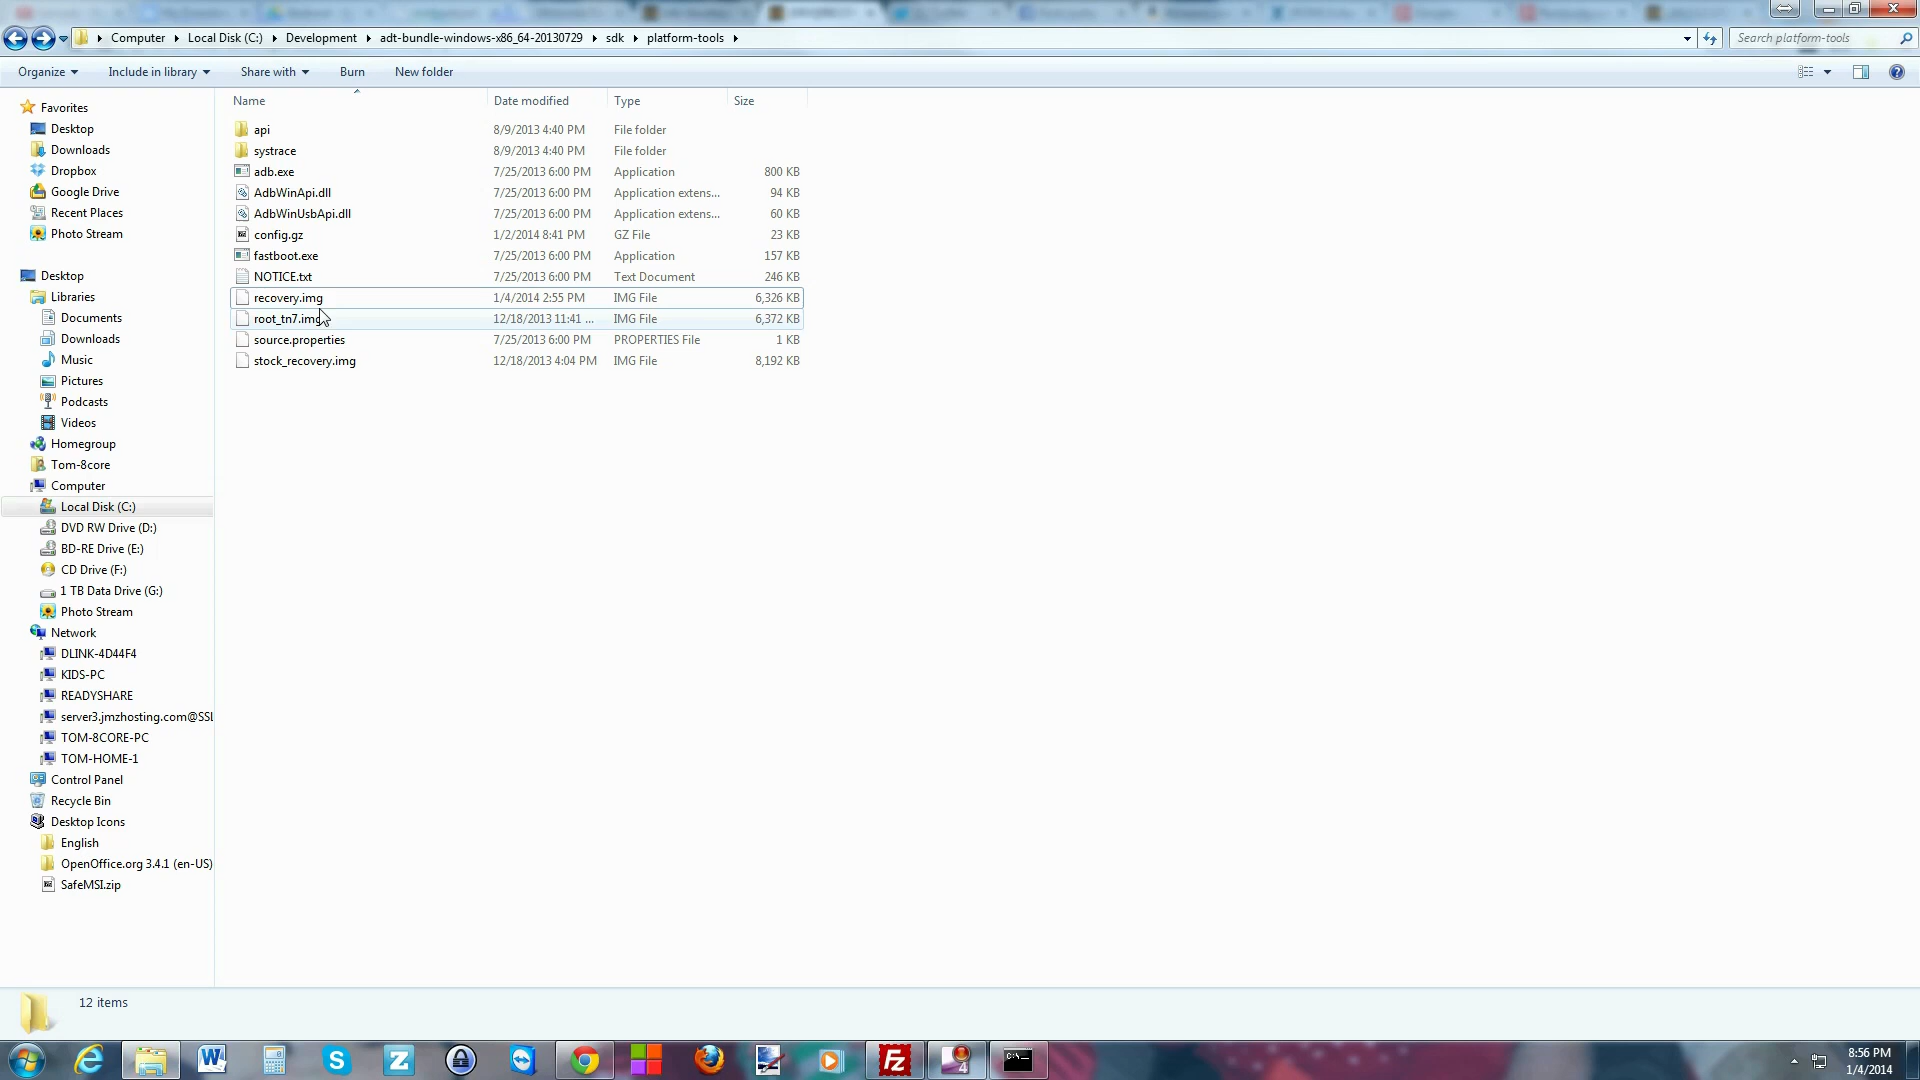 Computer Local Disk (C:) Development adt-bundle-windows-x86_64-20130729 sdk platform-tools
Search platform-tools
Organize Include in library Share with Burn New folder
Name Date modified Type Size
Favorites
Desktop
Downloads
Dropbox
Google Drive
Recent Places
Photo Stream
Desktop
Libraries
Documents
Downloads
Music
Pictures
Podcasts
Videos
Homegroup
Tom-8core
Computer
Local Disk (C:)
DVD RW Drive (D:)
BD-RE Drive (E:)
CD Drive (F:)
1 TB Data Drive (G:)
Photo Stream
Network
DLINK-4D44F4
KIDS-PC
READYSHARE
server3.jmzhosting.com@SSL
TOM-8CORE-PC
TOM-HOME-1
Control Panel
Recycle Bin
Desktop Icons
English
OpenOffice.org 3.4.1 (en-US)
SafeMSI.zip
api 8/9/2013 4:40 PM File folder
systrace 8/9/2013 4:40 PM File folder
adb.exe 7/25/2013 6:00 PM Application 800 KB
AdbWinApi.dll 7/25/2013 6:00 PM Application extens... 94 KB
AdbWinUsbApi.dll 7/25/2013 6:00 PM Application extens... 60 KB
config.gz 1/2/2014 8:41 PM GZ File 23 KB
fastboot.exe 7/25/2013 6:00 PM Application 157 KB
NOTICE.txt 7/25/2013 6:00 PM Text Document 246 KB
recovery.img 1/4/2014 2:55 PM IMG File 6,326 KB
root_tn7.img 12/18/2013 11:41 ... IMG File 6,372 KB
source.properties 7/25/2013 6:00 PM PROPERTIES File 1 KB
stock_recovery.img 12/18/2013 4:04 PM IMG File 8,192 KB
12 items
8:56 PM
1/4/2014